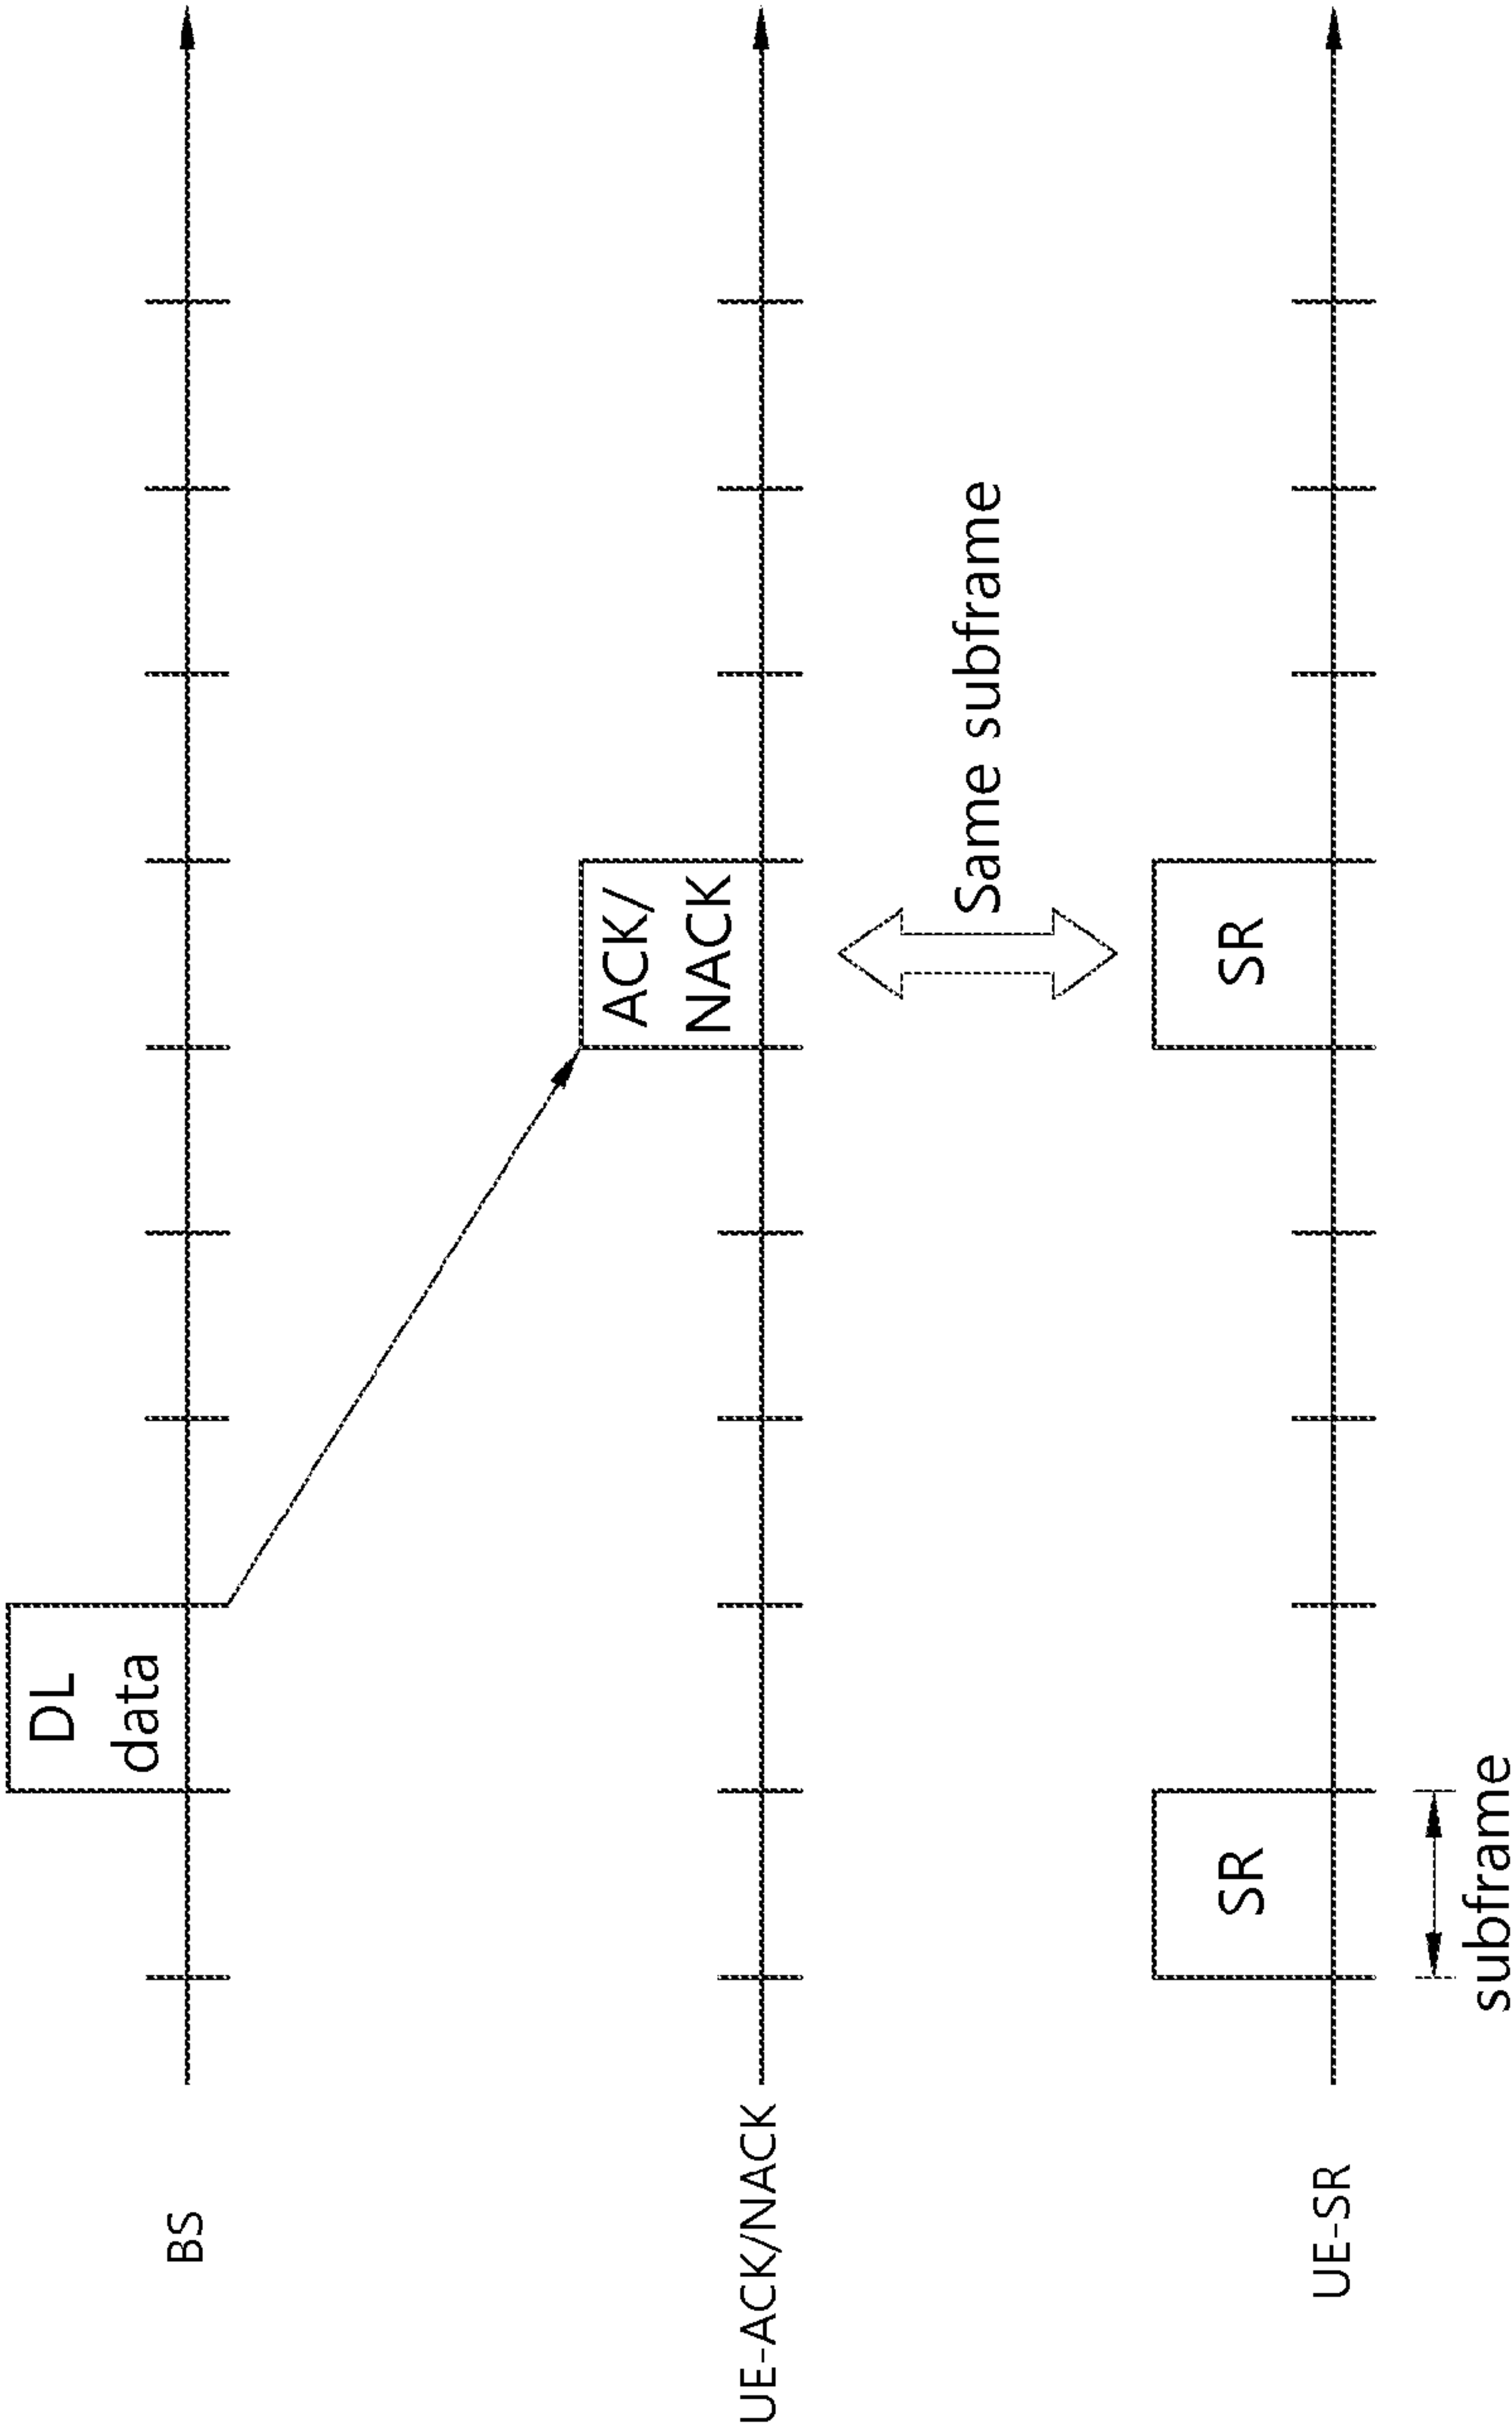 BS
DL
data
UE-ACK/NACK
ACK/
NACK
Same subframe
UE-SR
SR
SR
subframe